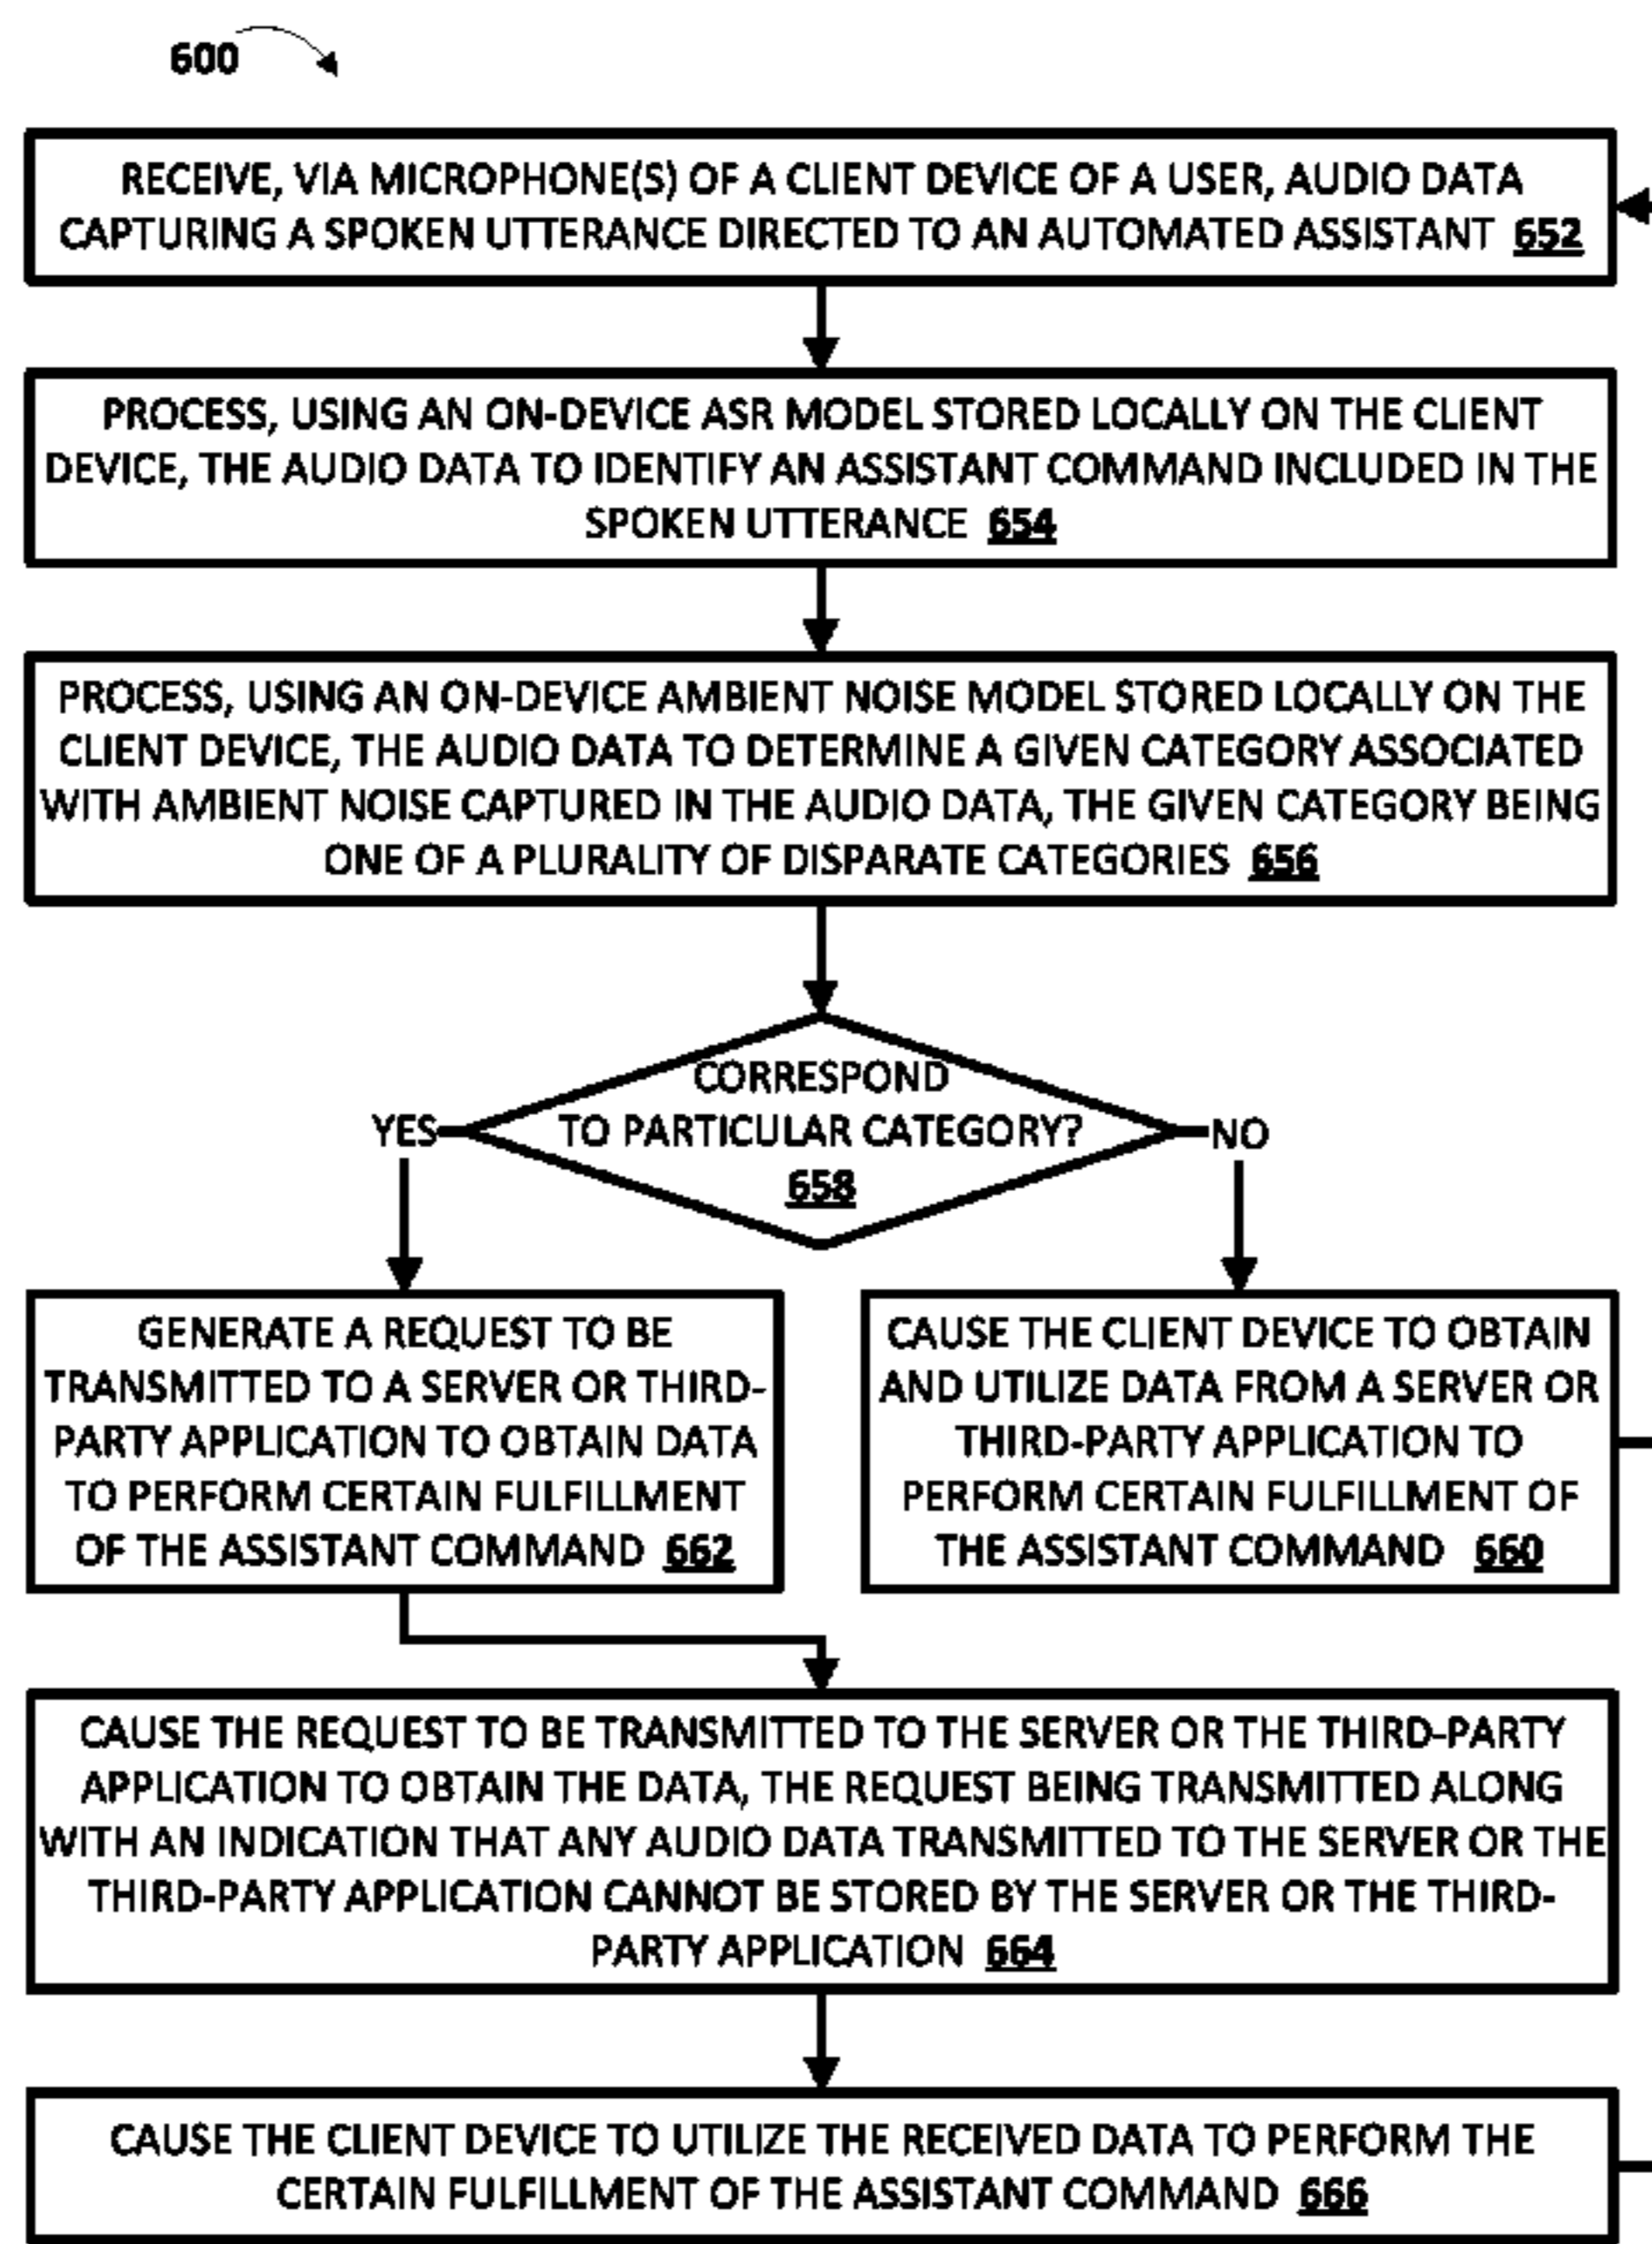 600
RECEIVE, VIA MICROPHONE(S) OF A CLIENT DEVICE OF A USER, AUDIO DATA
CAPTURING A SPOKEN UTTERANCE DIRECTED TO AN AUTOMATED ASSISTANT 652
PROCESS, USING AN ON-DEVICE ASR MODEL STORED LOCALLY ON THE CLIENT
DEVICE, THE AUDIO DATA TO IDENTIFY AN ASSISTANT COMMAND INCLUDED IN THE
SPOKEN UTTERANCE 654
PROCESS, USING AN ON-DEVICE AMBIENT NOISE MODEL STORED LOCALLY ON THE
CLIENT DEVICE, THE AUDIO DATA TO DETERMINE A GIVEN CATEGORY ASSOCIATED
WITH AMBIENT NOISE CAPTURED IN THE AUDIO DATA, THE GIVEN CATEGORY BEING
ONE OF A PLURALITY OF DISPARATE CATEGORIES 656
CORRESPOND
YES TO PARTICULAR CATEGORY? NO
658
GENERATE A REQUEST TO BE
TRANSMITTED TO A SERVER OR THIRD-
PARTY APPLICATION TO OBTAIN DATA
TO PERFORM CERTAIN FULFILLMENT
OF THE ASSISTANT COMMAND 662
CAUSE THE CLIENT DEVICE TO OBTAIN
AND UTILIZE DATA FROM A SERVER OR
THIRD-PARTY APPLICATION TO
PERFORM CERTAIN FULFILLMENT OF
THE ASSISTANT COMMAND 660
CAUSE THE REQUEST TO BE TRANSMITTED TO THE SERVER OR THE THIRD-PARTY
APPLICATION TO OBTAIN THE DATA, THE REQUEST BEING TRANSMITTED ALONG
WITH AN INDICATION THAT ANY AUDIO DATA TRANSMITTED TO THE SERVER OR THE
THIRD-PARTY APPLICATION CANNOT BE STORED BY THE SERVER OR THE THIRD-
PARTY APPLICATION 664
CAUSE THE CLIENT DEVICE TO UTILIZE THE RECEIVED DATA TO PERFORM THE
CERTAIN FULFILLMENT OF THE ASSISTANT COMMAND 666